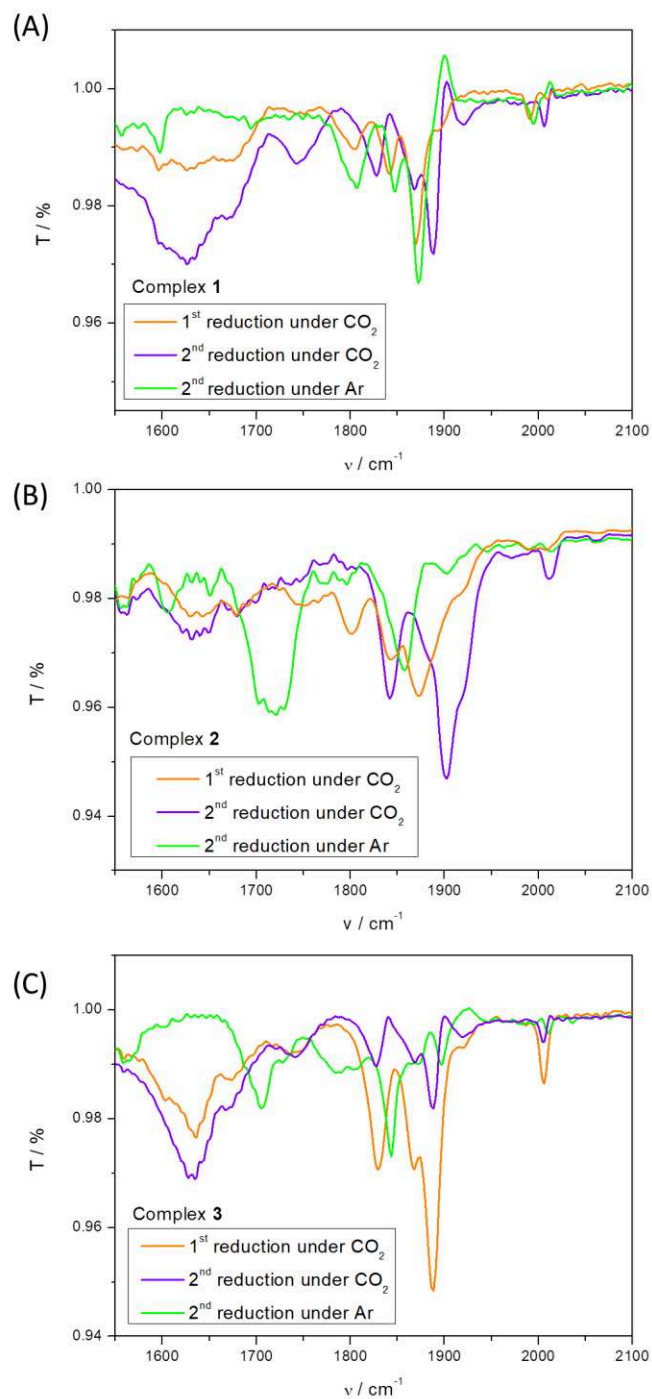 (A)
1.00
0.98
0.96
T / %
Complex 1
1st reduction under CO2
2nd reduction under CO2
2nd reduction under Ar
1600 1700 1800 1900 2000 2100
ν / cm-1
(B)
1.00
0.98
0.96
0.94
T / %
Complex 2
1st reduction under CO2
2nd reduction under CO2
2nd reduction under Ar
1600 1700 1800 1900 2000 2100
ν / cm-1
(C)
1.00
0.98
0.96
0.94
T / %
Complex 3
1st reduction under CO2
2nd reduction under CO2
2nd reduction under Ar
1600 1700 1800 1900 2000 2100
ν / cm-1